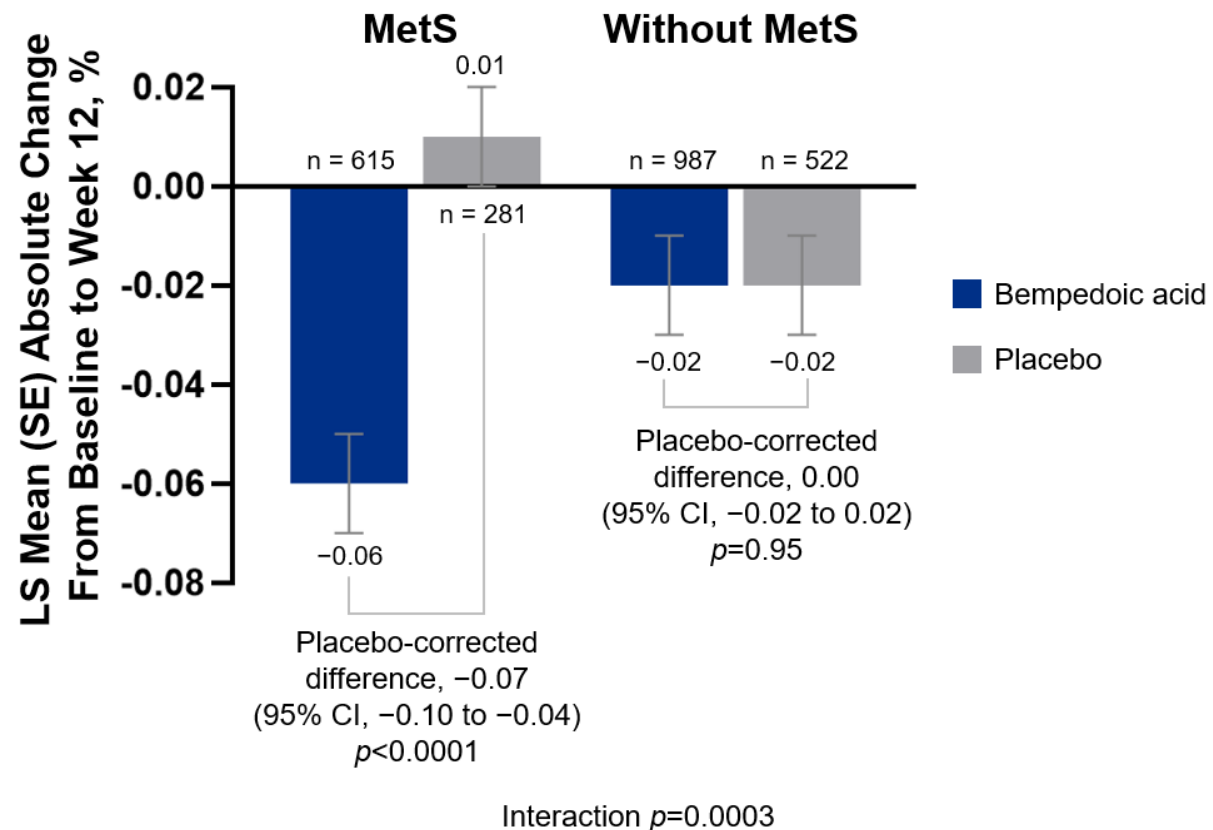 MetS
Without MetS
LS Mean (SE) Absolute Change
From Baseline to Week 12, %
0.02
0.00
-0.02
-0.04
-0.06
-0.08
0.01
n = 615
n = 281
n = 987
n = 522
−0.06
−0.02
−0.02
Placebo-corrected
difference, −0.07
(95% CI, −0.10 to −0.04)
p<0.0001
Placebo-corrected
difference, 0.00
(95% CI, −0.02 to 0.02)
p=0.95
Bempedoic acid
Placebo
Interaction p=0.0003